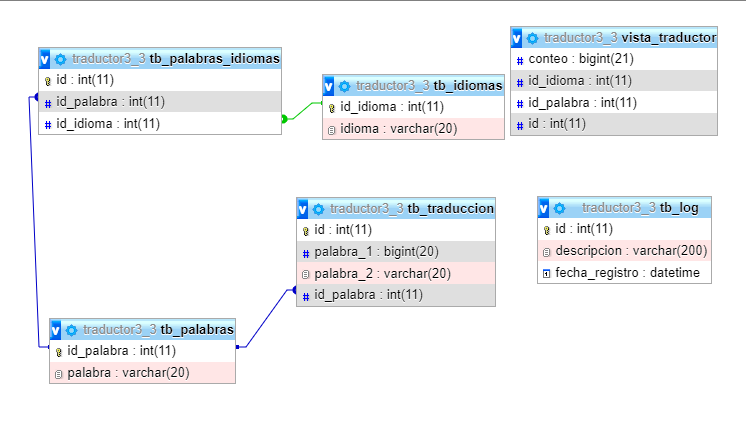 traductor3_3 tb_palabras_idiomas
id : int(11)
id_palabra : int(11)
id_idioma : int(11)
traductor3_3 tb_idiomas
id_idioma : int(11)
idioma : varchar(20)
traductor3_3 vista_traductor
conteo : bigint(21)
id_idioma : int(11)
id_palabra : int(11)
id : int(11)
traductor3_3 tb_traduccion
id : int(11)
palabra_1 : bigint(20)
palabra_2 : varchar(20)
id_palabra : int(11)
traductor3_3 tb_log
id : int(11)
descripcion : varchar(200)
fecha_registro : datetime
traductor3_3 tb_palabras
id_palabra : int(11)
palabra : varchar(20)